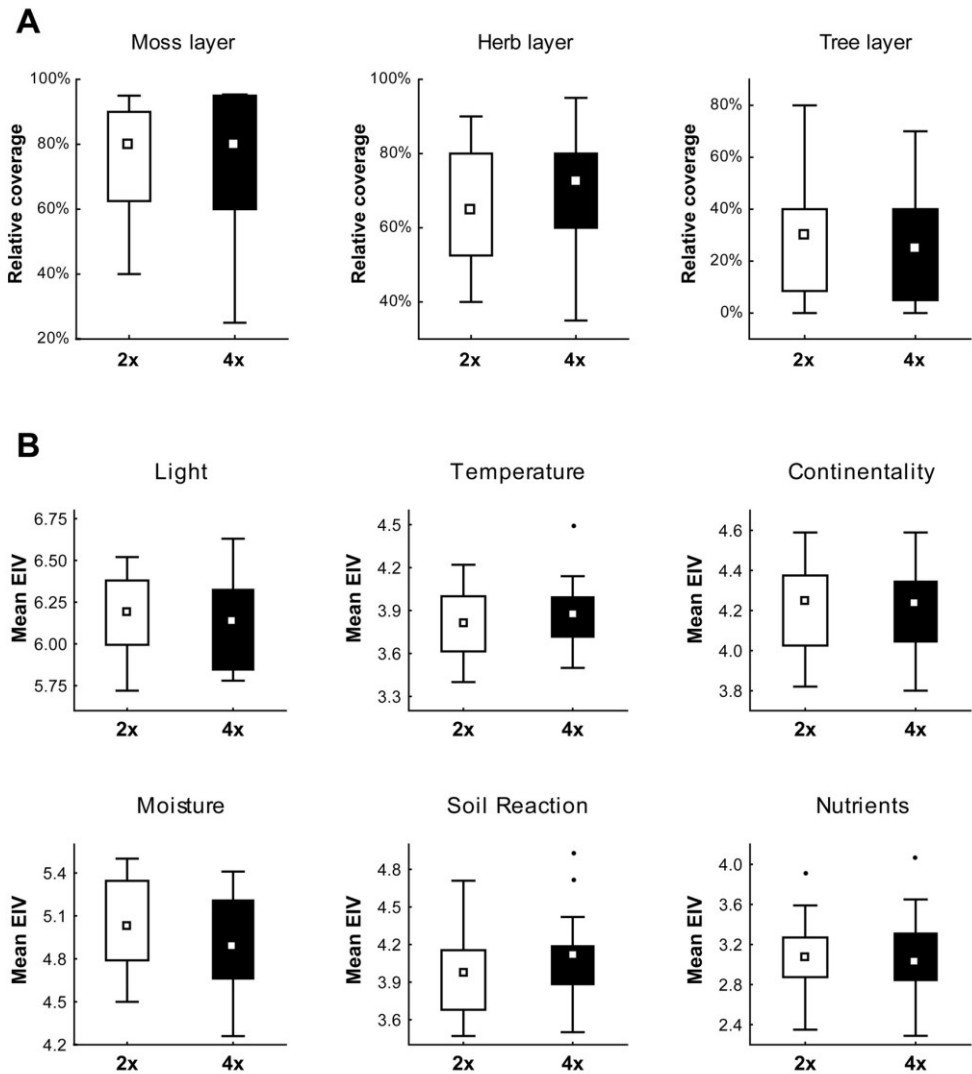 A
Moss layer
Herb layer
Tree layer
Relative coverage
100%
80%
60%
40%
20%
2x
4x
Relative coverage
100%
80%
60%
40%
2x
4x
Relative coverage
80%
60%
40%
20%
0%
2x
4x
B
Light
Temperature
Continentality
Mean EIV
6.75
6.50
6.25
6.00
5.75
2x
4x
Mean EIV
4.5
4.2
3.9
3.6
3.3
2x
4x
Mean EIV
4.6
4.4
4.2
4.0
3.8
2x
4x
Moisture
Soil Reaction
Nutrients
Mean EIV
5.4
5.1
4.8
4.5
4.2
2x
4x
Mean EIV
4.8
4.2
3.9
3.6
2x
4x
Mean EIV
4.0
3.6
3.2
2.8
2.4
2x
4x